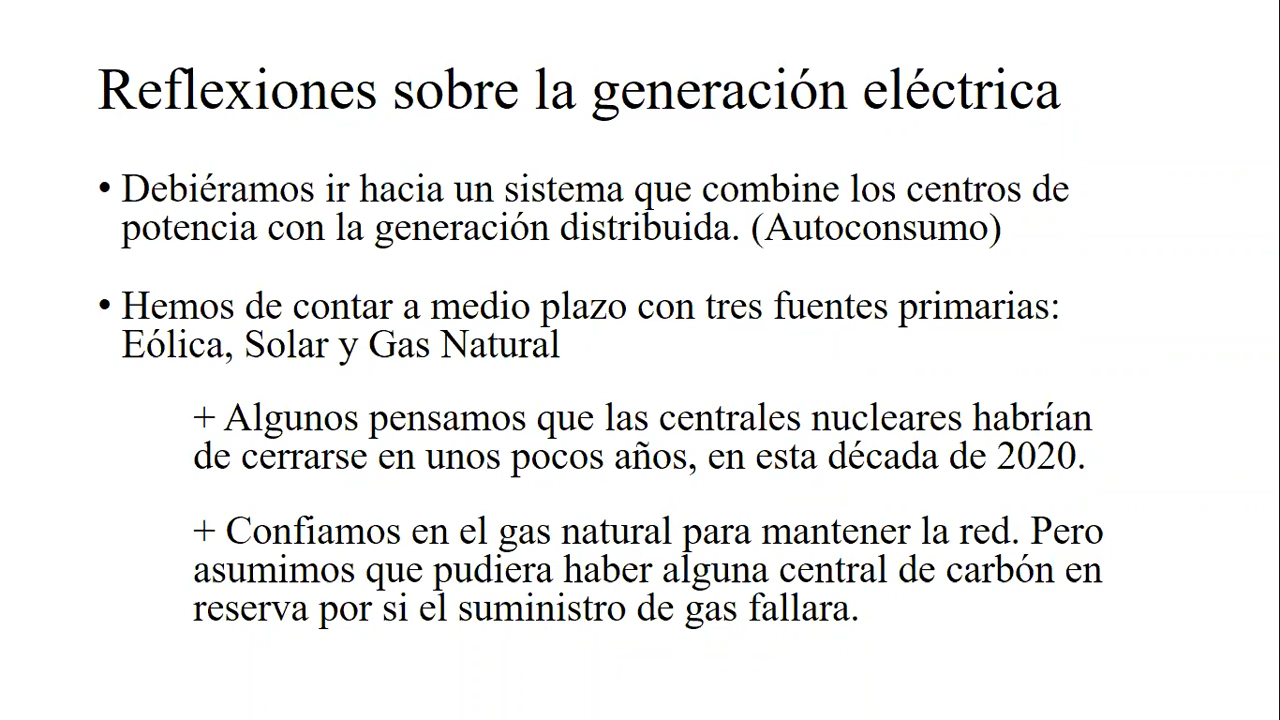 Reflexiones sobre la generación eléctrica
• Debiéramos ir hacia un sistema que combine los centros de
potencia con la generación distribuida. (Autoconsumo)
• Hemos de contar a medio plazo con tres fuentes primarias:
Eólica, Solar y Gas Natural
+ Algunos pensamos que las centrales nucleares habrían
de cerrarse en unos pocos años, en esta década de 2020.
+ Confiamos en el gas natural para mantener la red. Pero
asumimos que pudiera haber alguna central de carbón en
reserva por si el suministro de gas fallara.